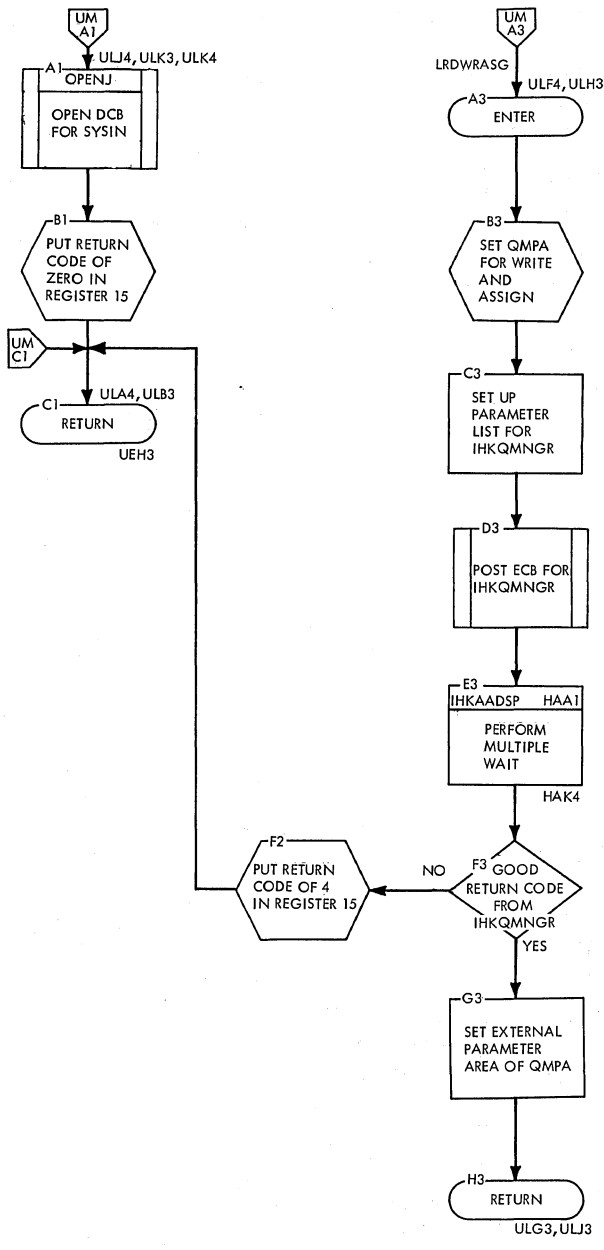 UM
A1
ULJ4, ULK3, ULK4
A1
OPENJ
OPEN DCB
FOR SYSIN
B1
PUT RETURN
CODE OF
ZERO IN
REGISTER 15
UM
C1
ULA4, ULB3
C1
RETURN
UEH3
UM
A3
LRDWRASG
ULF4, ULH3
A3
ENTER
B3
SET QMPA
FOR WRITE
AND
ASSIGN
C3
SET UP
PARAMETER
LIST FOR
IHKQMNGR
D3
POST ECB FOR
IHKQMNGR
E3
IHKAADSP HAA1
PERFORM
MULTIPLE
WAIT
HAK4
F3 GOOD
RETURN CODE
FROM
IHKQMNGR
NO
F2
PUT RETURN
CODE OF 4
IN REGISTER 15
YES
G3
SET EXTERNAL
PARAMETER
AREA OF QMPA
H3
RETURN
ULG3, ULJ3